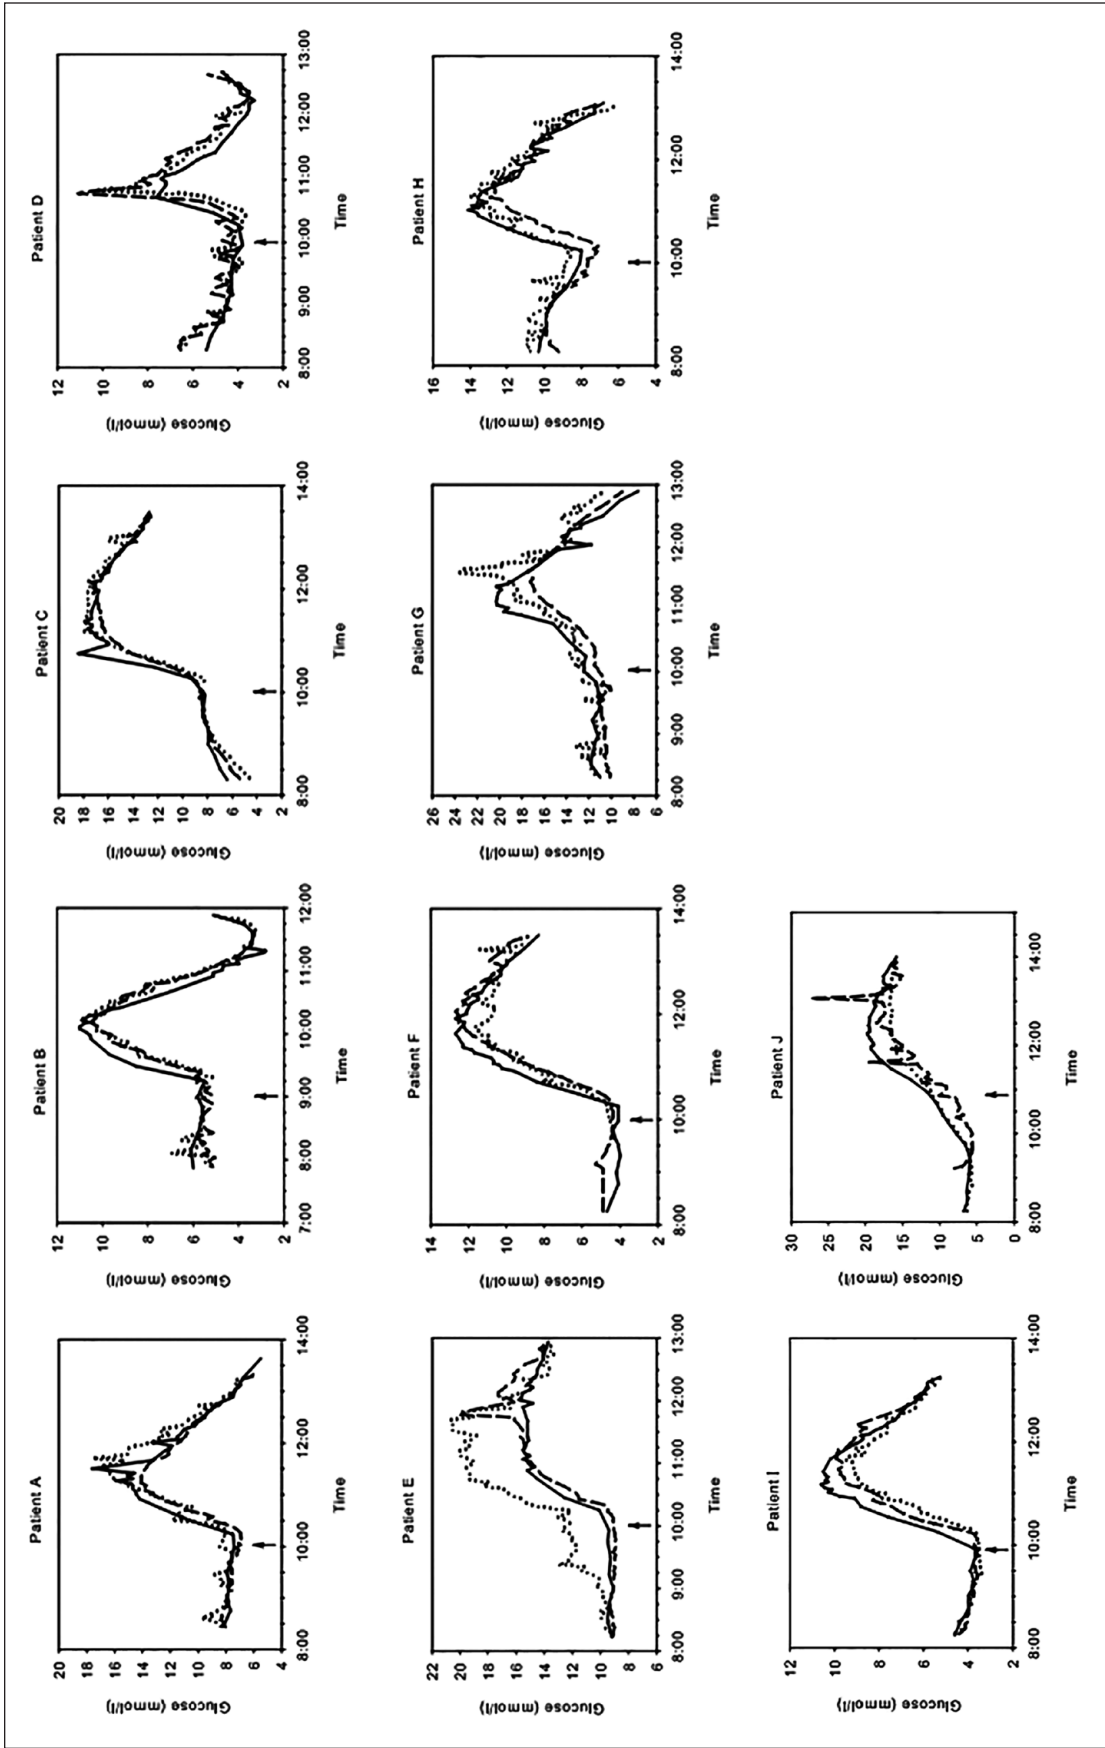 Patient A
Glucose (mmol/l)
20
18
16
14
12
10
8
6
4
8:00 10:00 12:00 14:00
Time
Patient B
Glucose (mmol/l)
12
10
8
6
4
2
7:00 8:00 9:00 10:00 11:00 12:00
Time
Patient C
Glucose (mmol/l)
20
18
16
14
12
10
8
6
4
2
8:00 10:00 12:00 14:00
Time
Patient D
Glucose (mmol/l)
12
10
8
6
4
2
8:00 9:00 10:00 11:00 12:00 13:00
Time
Patient E
Glucose (mmol/l)
22
20
18
16
14
12
10
8
6
8:00 9:00 10:00 11:00 12:00 13:00
Time
Patient F
Glucose (mmol/l)
14
12
10
8
6
4
2
8:00 10:00 12:00 14:00
Time
Patient G
Glucose (mmol/l)
26
24
22
20
18
16
14
12
10
8
6
8:00 9:00 10:00 11:00 12:00 13:00
Time
Patient H
Glucose (mmol/l)
16
14
12
10
8
6
4
8:00 10:00 12:00 14:00
Time
Patient I
Glucose (mmol/l)
12
10
8
6
4
2
8:00 10:00 12:00 14:00
Time
Patient J
Glucose (mmol/l)
30
25
20
15
10
5
0
8:00 10:00 12:00 14:00
Time